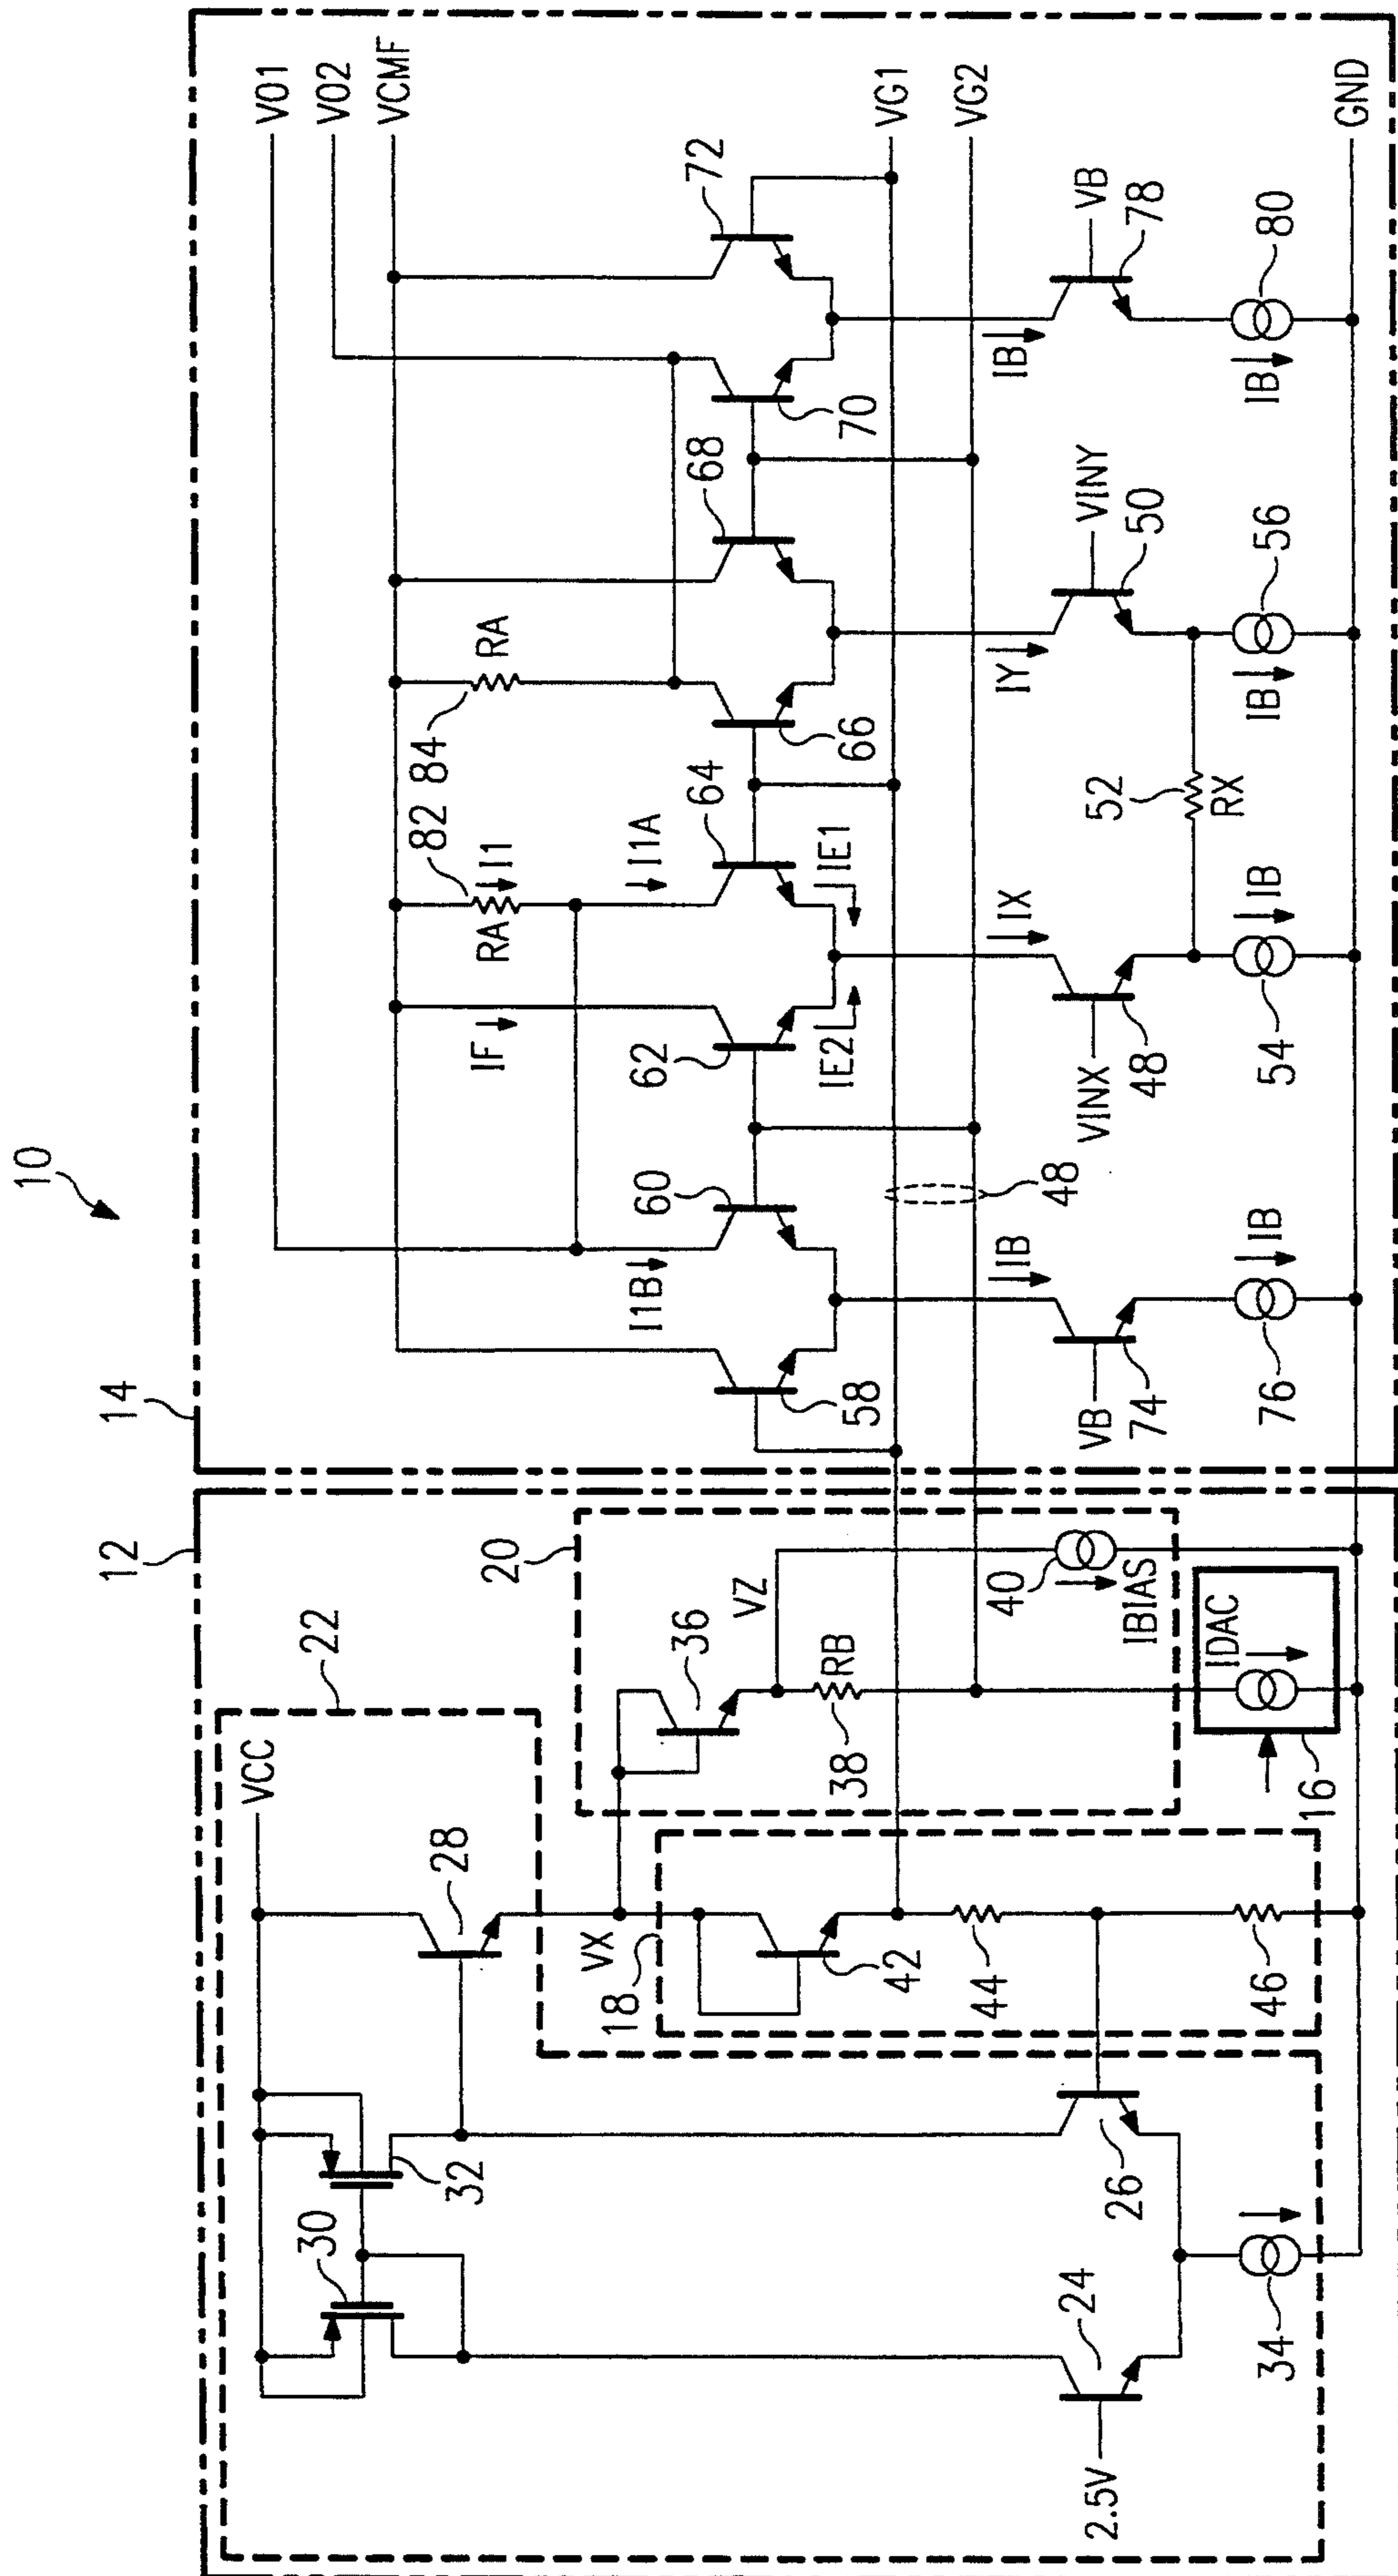 10
12
14
22
VCC
30
32
28
VX
18
42
44
46
26
24
2.5V
34
20
36
VZ
38
RB
40
IBIAS
IDAC
16
VO1
VO2
VCMF
VG1
VG2
GND
I1B
IF
82
I1
RA
I1A
84
RA
58
60
62
64
66
68
70
72
IE2
IE1
48
IB
IX
IY
IB
VB
74
VINX
48
VINY
50
VB
78
52
RX
76
IB
54
IB
IB
56
IB
80